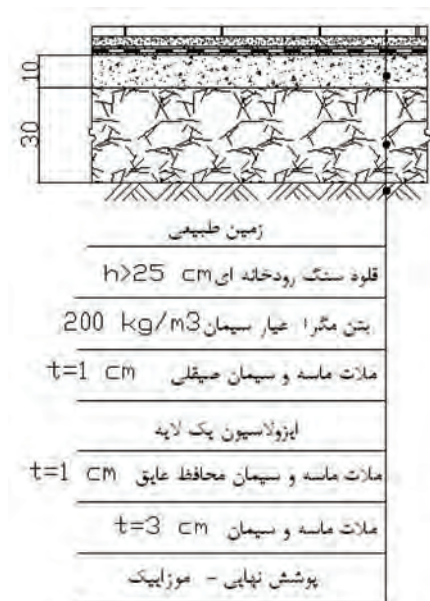 10
30
زمین طبیعی
قلوه سنگ رودخانه ای h>25 cm
بتن مگر ا عیار سیمان 200 kg/m3
ملات ماسه و سیمان صیقلی t=1 cm
ایزولاسیون یک لایه
ملات ماسه و سیمان محافظ عایق t=1 cm
ملات ماسه و سیمان t=3 cm
پوشش نهایی - موزاییک